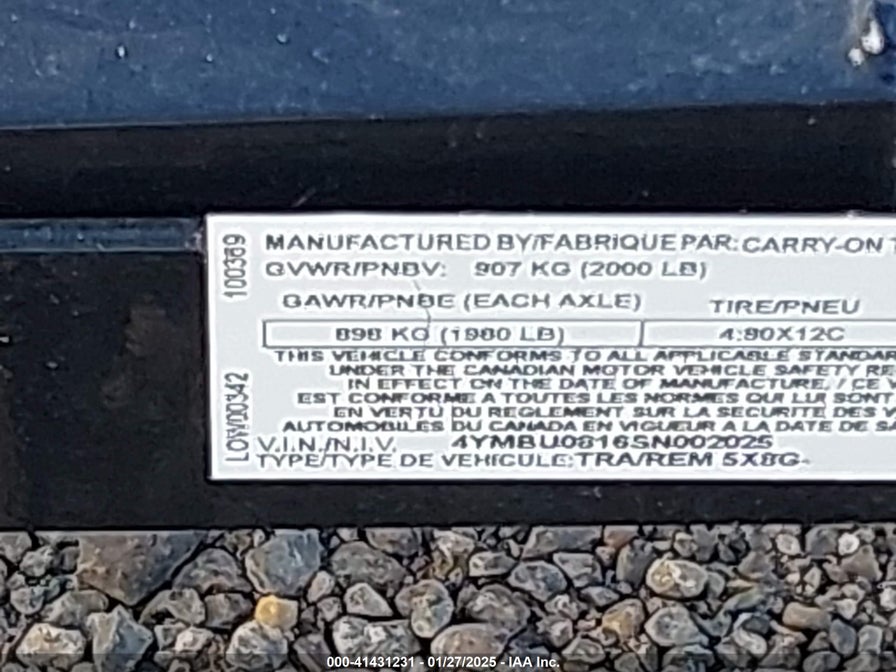 100369
LOW00342
MANUFACTURED BY/FABRIQUE PAR: CARRY-ON
GVWR/PNBV: 907 KG (2000 LB)
GAWR/PNBE (EACH AXLE) TIRE/PNEU
898 KG (1980 LB) 4:80X12C
THIS VEHICLE CONFORMS TO ALL APPLICABLE STANDAR
UNDER THE CANADIAN MOTOR VEHICLE SAFETY RE
IN EFFECT ON THE DATE OF MANUFACTURE. / CE V
EST CONFORME A TOUTES LES NORMES QUI LUI SONT
EN VERTU DU REGLEMENT SUR LA SECURITE DES V
AUTOMOBILES DU CANADA EN VIGUEUR A LA DATE DE SA
V.I.N./N.I.V. 4YMBU0816SN002025
TYPE/TYPE DE VEHICULE:TRA/REM 5X8G
000-41431231 - 01/27/2025 - IAA Inc.